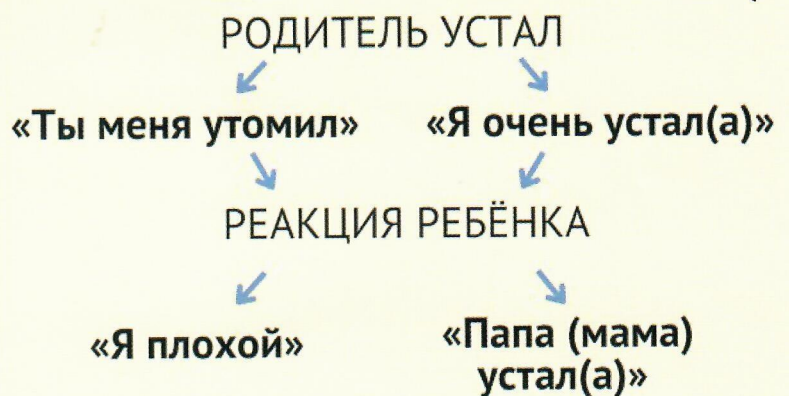 РОДИТЕЛЬ УСТАЛ
«Ты меня утомил» «Я очень устал(а)»
РЕАКЦИЯ РЕБЁНКА
«Я плохой» «Папа (мама)
устал(а)»